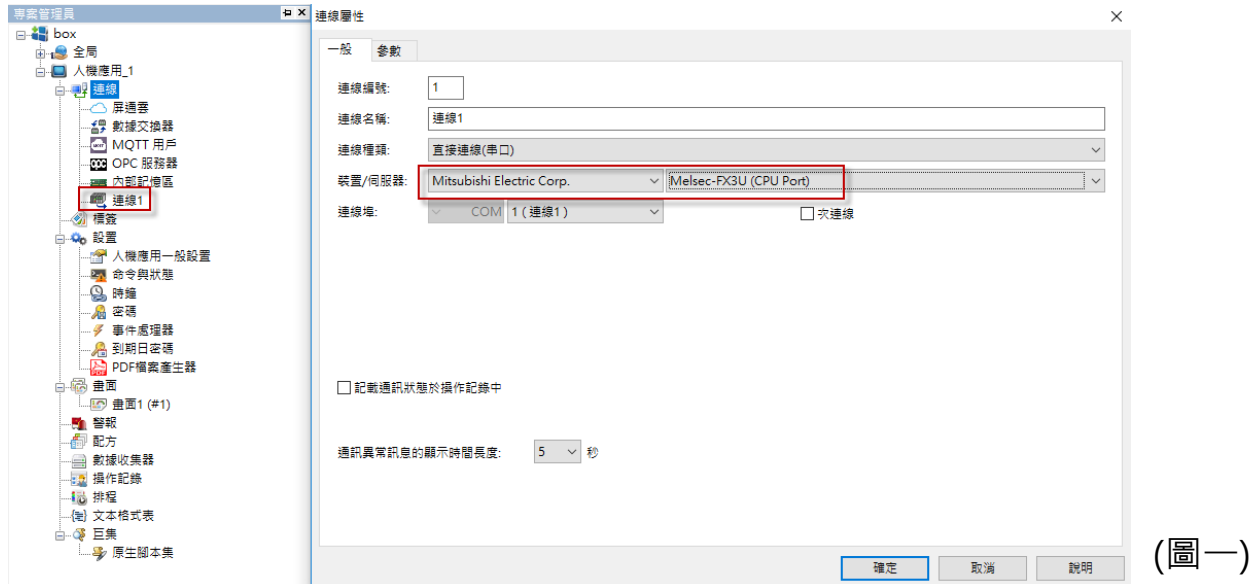 專案管理員
box
全局
人機應用_1
連線
屏通雲
數據交換器
MQTT 用戶
OPC 服務器
內部記憶區
連線1
標籤
設置
人機應用一般設置
命令與狀態
時鐘
密碼
事件處理器
到期日密碼
PDF檔案產生器
畫面
畫面1 (#1)
警報
配方
數據收集器
操作記錄
排程
文本格式表
巨集
原生腳本集
連線屬性
一般 參數
連線編號: 1
連線名稱: 連線1
連線種類: 直接連線(串口)
裝置/伺服器: Mitsubishi Electric Corp. Melsec-FX3U (CPU Port)
連線埠: COM 1 ( 連線1 ) 次連線
記載通訊狀態於操作記錄中
通訊異常訊息的顯示時間長度: 5 秒
確定 取消 說明
(圖一)